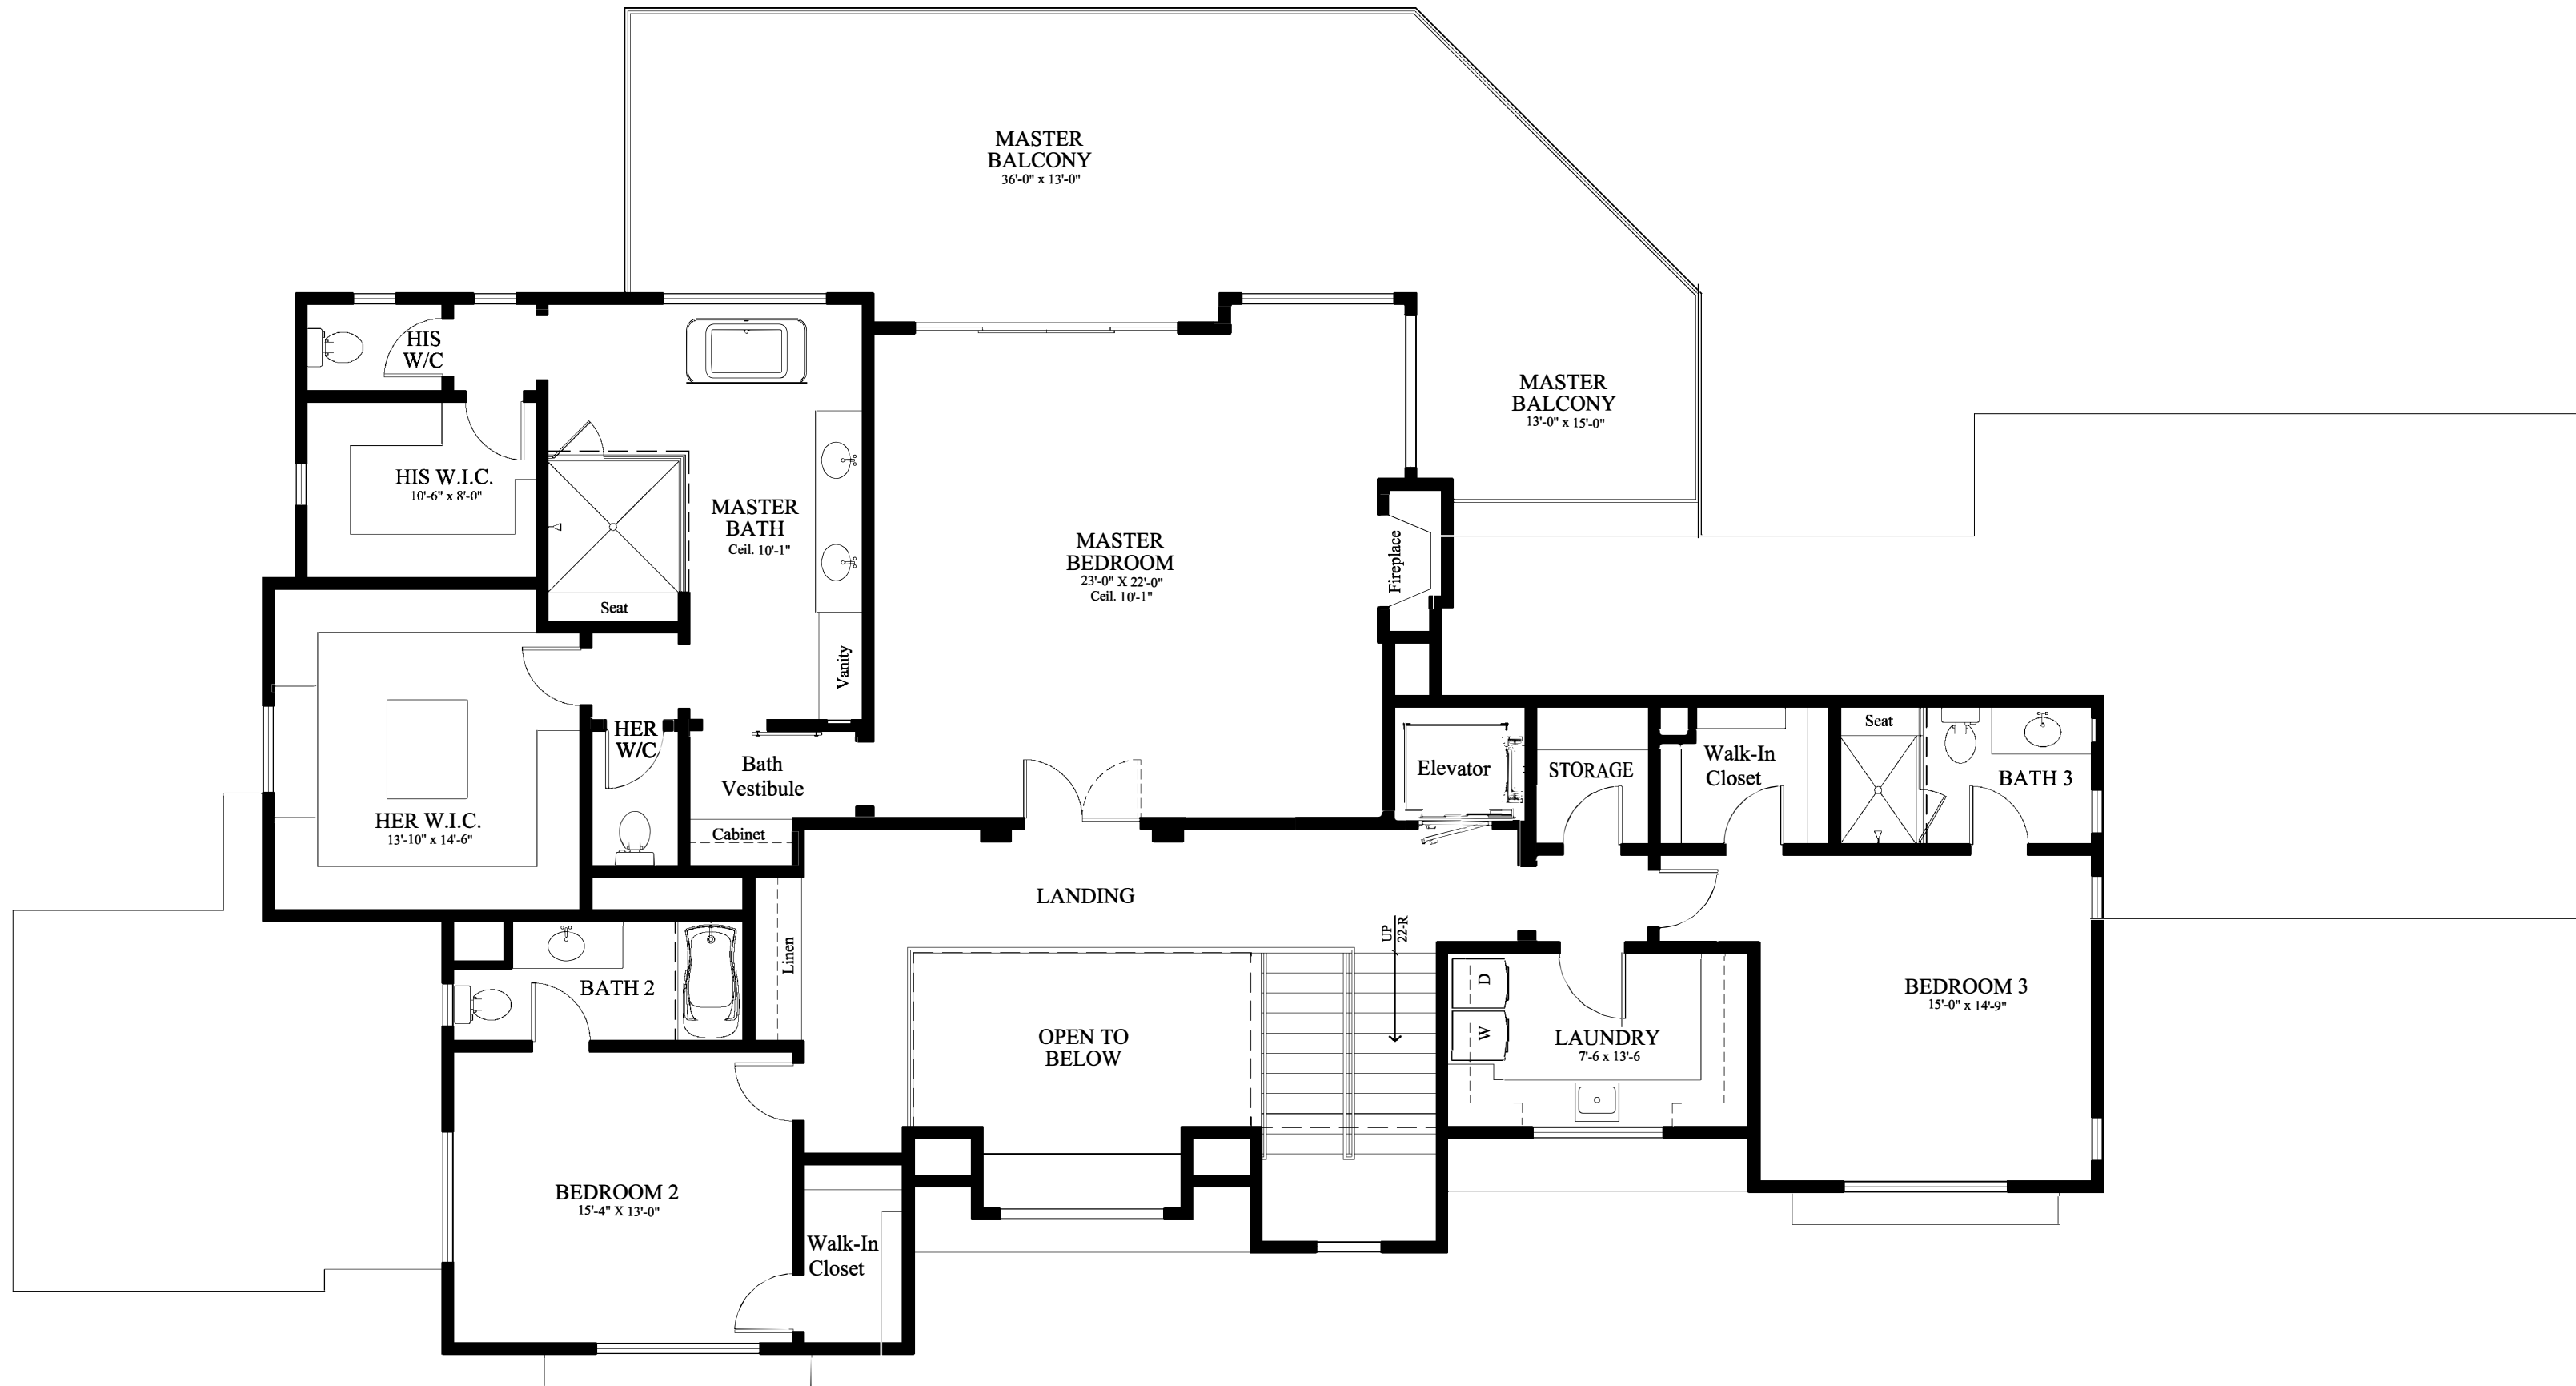 MASTER
BALCONY
36'-0" x 13'-0"
HIS
W/C
MASTER
BALCONY
13'-0" x 15'-0"
HIS W.I.C.
10'-6" x 8'-0"
MASTER
BATH
Ceil. 10'-1"
MASTER
BEDROOM
23'-0" X 22'-0"
Ceil. 10'-1"
Fireplace
Seat
Vanity
HER
W/C
Bath
Vestibule
Elevator
STORAGE
Walk-In
Closet
Seat
BATH 3
HER W.I.C.
13'-10" x 14'-6"
Cabinet
LANDING
UP
22-R
Linen
BATH 2
D
W
BEDROOM 3
15'-0" x 14'-9"
OPEN TO
BELOW
LAUNDRY
7'-6 x 13'-6
BEDROOM 2
15'-4" X 13'-0"
Walk-In
Closet